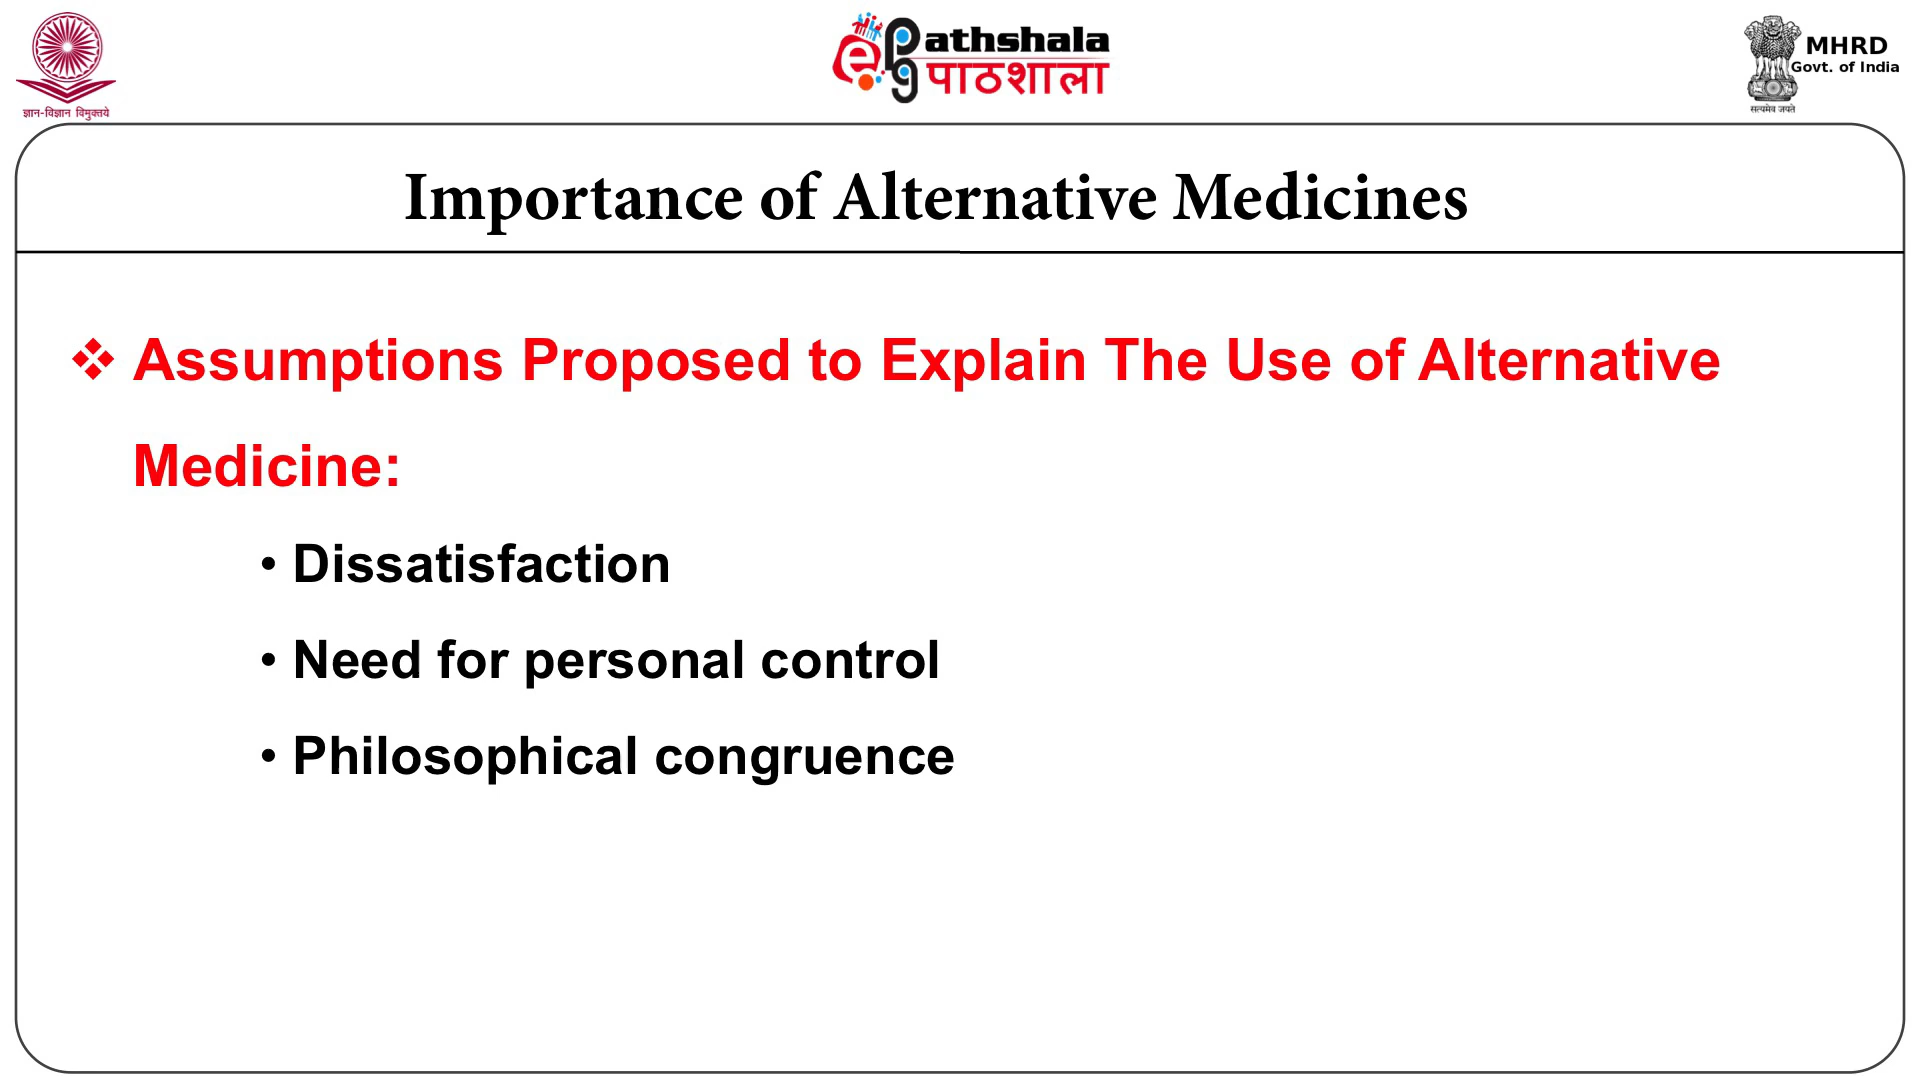 ज्ञान-विज्ञान विमुक्तये
e pg Pathshala
पाठशाला
MHRD
Govt. of India
सत्यमेव जयते
Importance of Alternative Medicines
❖ Assumptions Proposed to Explain The Use of Alternative
Medicine:
• Dissatisfaction
• Need for personal control
• Philosophical congruence